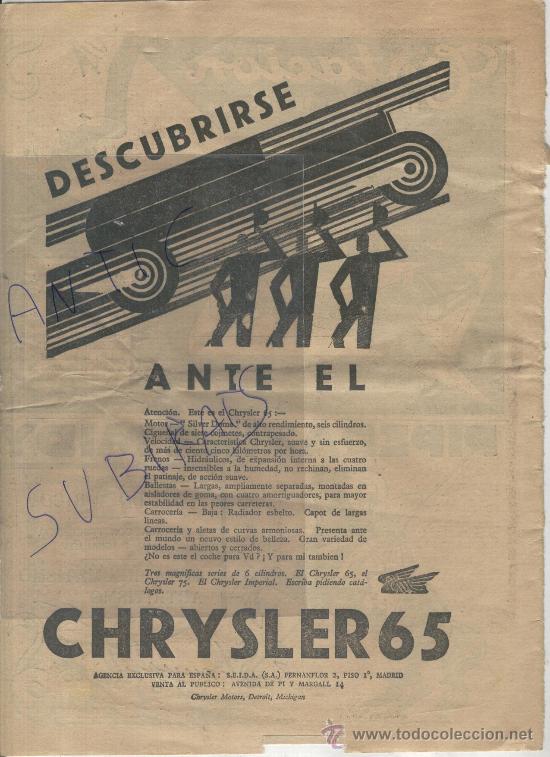 DESCUBRIRSE
ANTIC
ANTE EL
Atención. Este es el Chrysler 65:—
Motor — "Silver Dome" de alto rendimiento, seis cilindros.
Cigueñal de siete cojinetes, contrapesado.
Velocidad — Característica Chrysler, suave y sin esfuerzo,
de más de ciento cinco kilómetros por hora.
Frenos — Hidráulicos, de expansión interna a las cuatro
ruedas — insensibles a la humedad, no rechinan, eliminan
el patinaje, de acción suave.
Ballestas — Largas, ampliamente separadas, montadas en
aisladores de goma, con cuatro amortiguadores, para mayor
estabilidad en las peores carreteras.
Carrocería — Baja: Radiador esbelto. Capot de largas
lineas.
Carrocería y aletas de curvas armoniosas. Presenta ante
el mundo un nuevo estilo de belleza. Gran variedad de
modelos — abiertos y cerrados.
¿No es este el coche para Vd?¡Y para mi tambien!
Tres magníficas series de 6 cilindros. El Chrysler 65, el
Chrysler 75. El Chrysler Imperial. Escriba pidiendo catá-
logos.
CHRYSLER 65
AGENCIA EXCLUSIVA PARA ESPAÑA: S.E.I.D.A. (S.A.) FERNANFLOR 2, PISO 1º, MADRID
VENTA AL PUBLICO: AVENIDA DE PI Y MARGALL 14
Chrysler Motors, Detroit, Michigan
www.todocoleccion.net